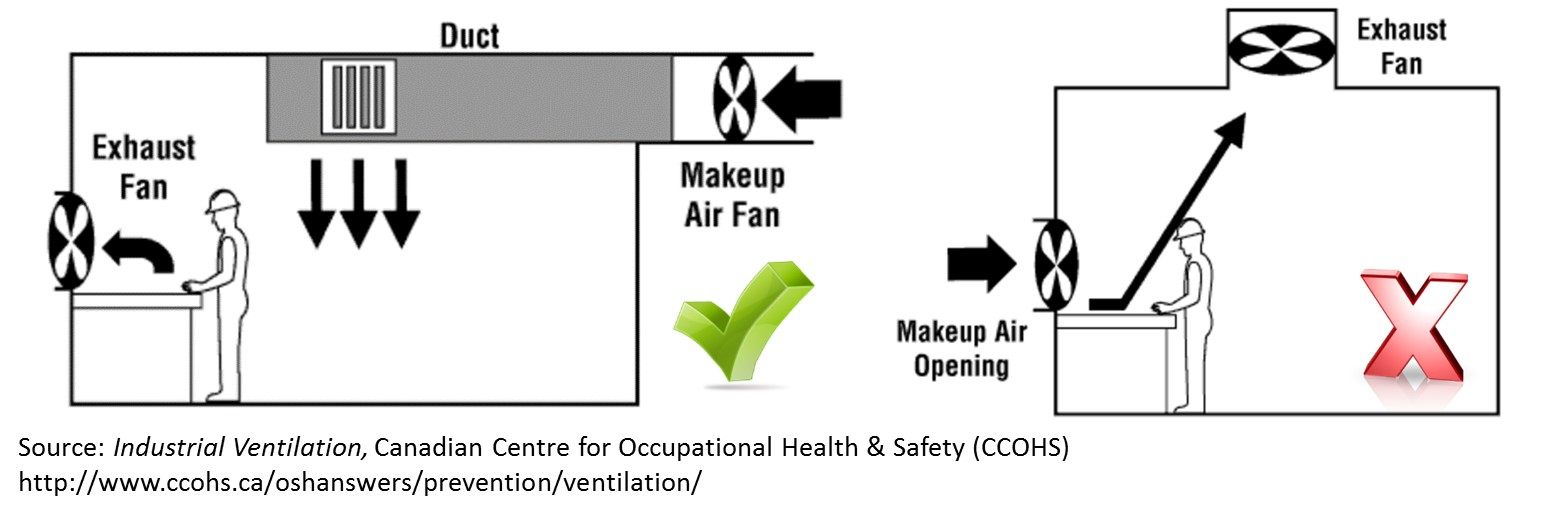 Duct
Exhaust
Fan
Makeup
Air Fan
Exhaust
Fan
Makeup Air
Opening
Source: Industrial Ventilation, Canadian Centre for Occupational Health & Safety (CCOHS)
http://www.ccohs.ca/oshanswers/prevention/ventilation/